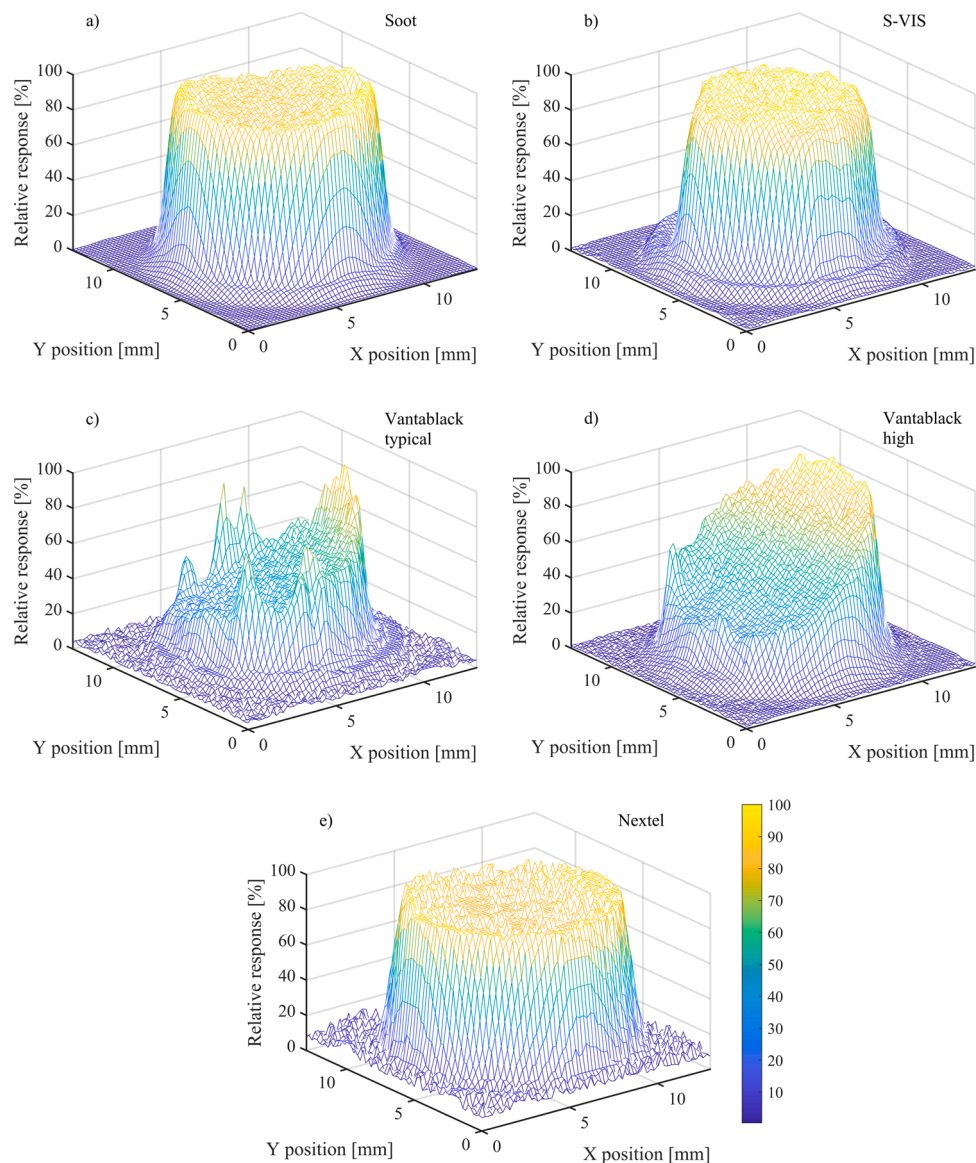 a)
Soot
Relative response [%]
100
80
60
40
20
0
10
5
0
Y position [mm]
0
5
10
X position [mm]
b)
S-VIS
Relative response [%]
100
80
60
40
20
0
10
5
0
Y position [mm]
0
5
10
X position [mm]
c)
Vantablack
typical
Relative response [%]
100
80
60
40
20
0
10
5
0
Y position [mm]
0
5
10
X position [mm]
d)
Vantablack
high
Relative response [%]
100
80
60
40
20
0
10
5
0
Y position [mm]
0
5
10
X position [mm]
e)
Nextel
Relative response [%]
100
80
60
40
20
0
10
5
0
Y position [mm]
0
5
10
X position [mm]
100
90
80
70
60
50
40
30
20
10